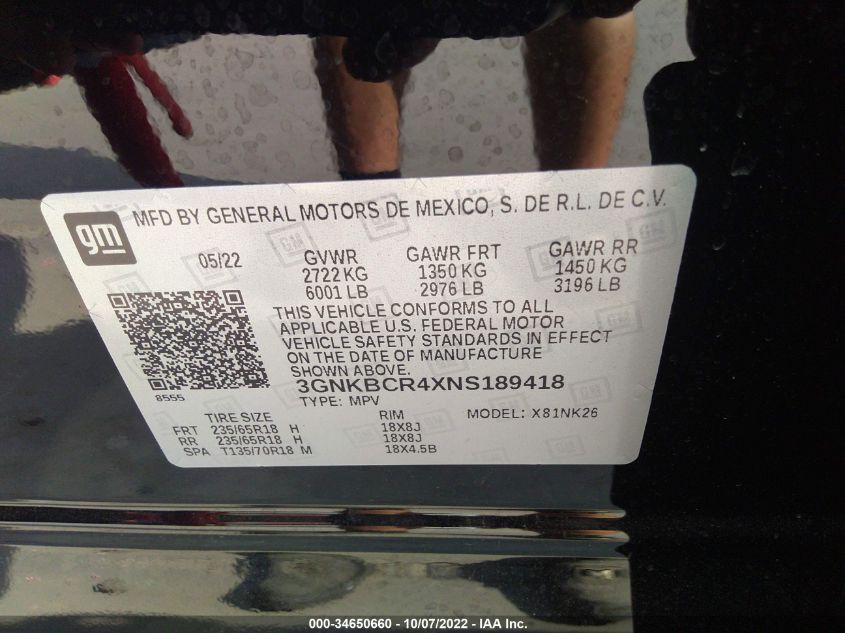 gm
MFD BY GENERAL MOTORS DE MEXICO, S. DE R.L. DE C.V.
05/22 GVWR GAWR FRT GAWR RR
2722 KG 1350 KG 1450 KG
6001 LB 2976 LB 3196 LB
THIS VEHICLE CONFORMS TO ALL
APPLICABLE U.S. FEDERAL MOTOR
VEHICLE SAFETY STANDARDS IN EFFECT
ON THE DATE OF MANUFACTURE
SHOWN ABOVE.
8555
3GNKBCR4XNS189418
TYPE: MPV
TIRE SIZE RIM MODEL: X81NK26
FRT 235/65R18 H 18X8J
RR 235/65R18 H 18X8J
SPA T135/70R18 M 18X4.5B
000-34650660 - 10/07/2022 - IAA Inc.